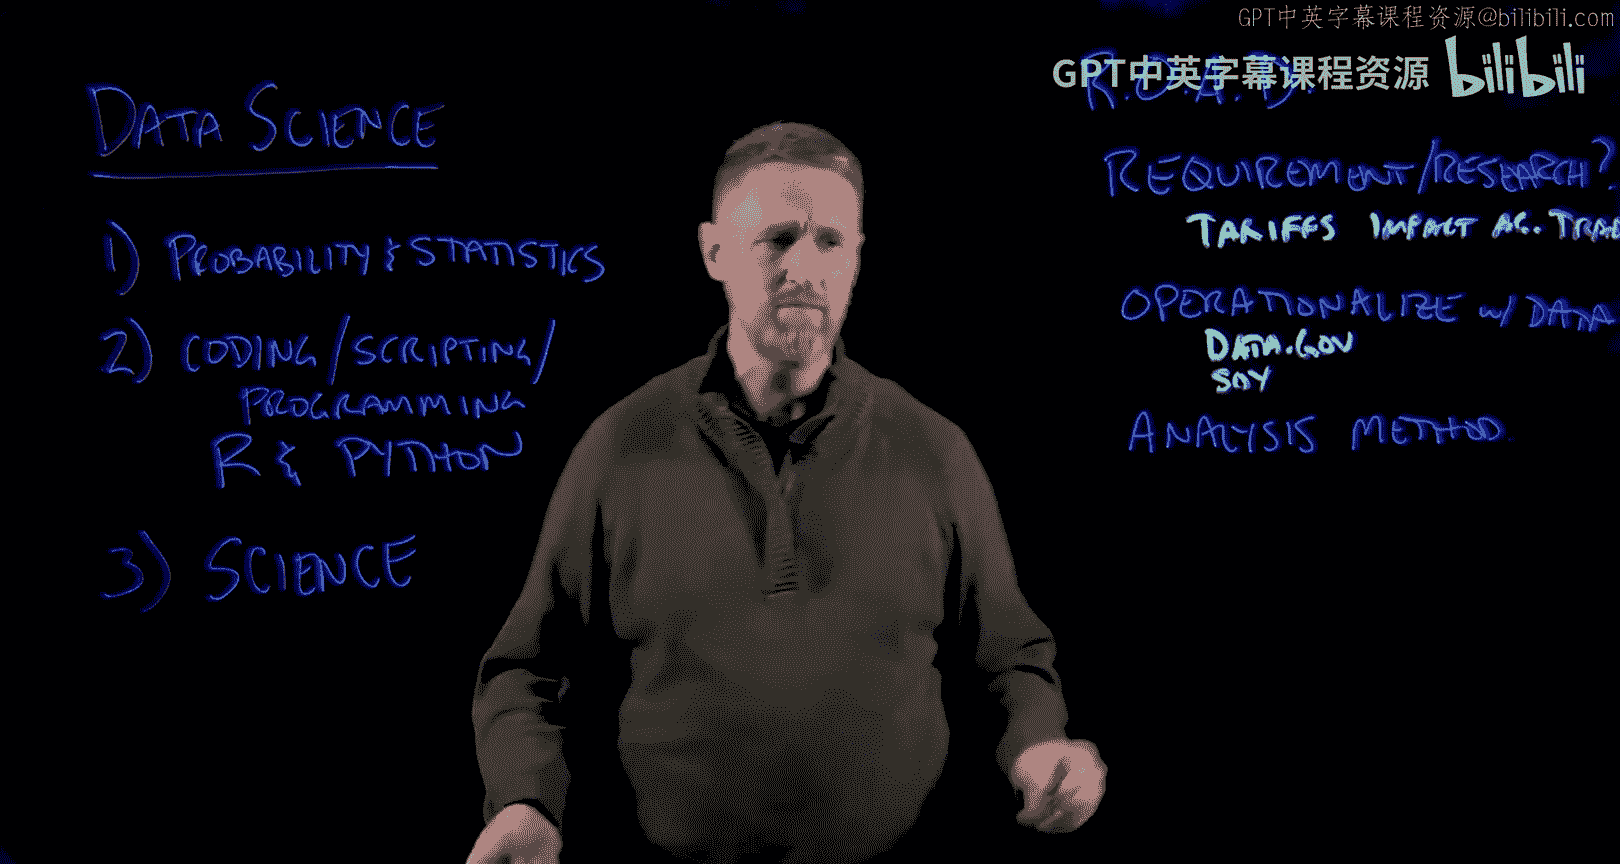 GPT中英字幕课程资源@bilibili.com
GPT中英字幕课程资源 bilibili
DATA SCIENCE
1) PROBABILITY & STATISTICS
2) CODING/SCRIPTING/
PROGRAMMING
R & PYTHON
3) SCIENCE
R.O.A.D.
REQUIREMENT/RESEARCH?
TARIFFS IMPACT AG. TRAD
OPERATIONALIZE w/ DATA
DATA.GOV
SOY
ANALYSIS METHOD